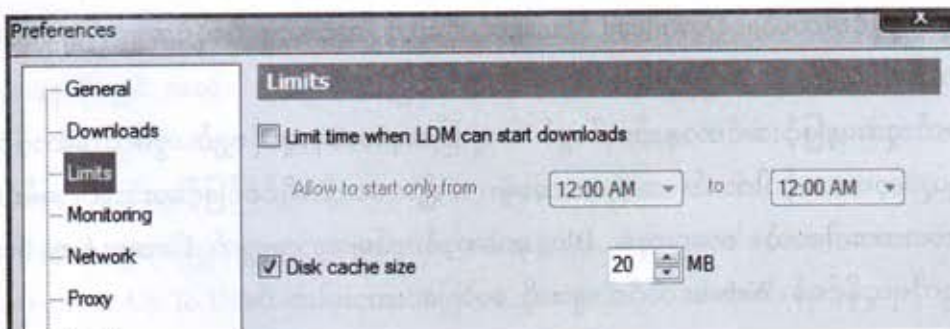 Preferences
X
General
Downloads
Limits
Monitoring
Network
Proxy
Limits
Limit time when LDM can start downloads
Allow to start only from 12:00 AM to 12:00 AM
Disk cache size 20 MB